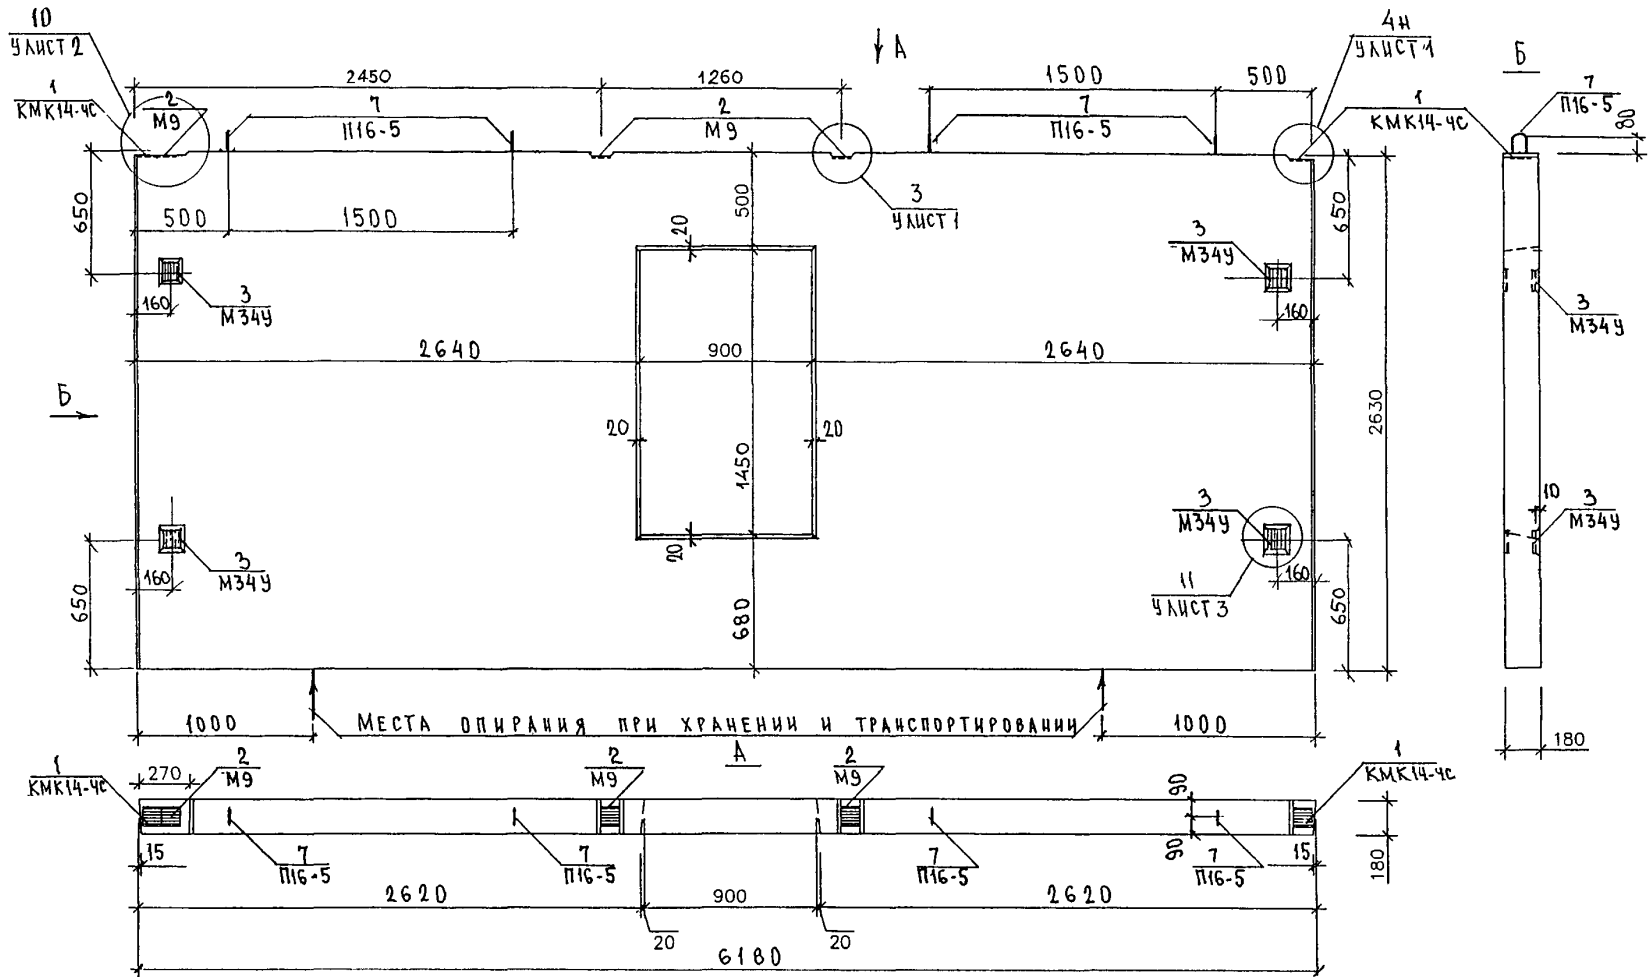 10
УЛИСТ 2
1
КМК14-4С
2
М9
2450
7
П16-5
1260
2
М9
А
1500
500
7
П16-5
4Н
УЛИСТ 1
1
КМК14-4С
Б
7
П16-5
80
650
500
1500
500
20
3
УЛИСТ 1
3
М34У
650
160
3
М34У
160
3
М34У
2640
900
2640
Б
20
20
1450
2630
3
М34У
10
3
М34У
160
3
М34У
650
20
680
11
УЛИСТ 3
160
650
1000
МЕСТА ОПИРАНИЯ ПРИ ХРАНЕНИИ И ТРАНСПОРТИРОВАНИИ
1000
180
А
1
КМК14-4С
270
2
М9
2
М9
2
М9
1
КМК14-4С
90
90
180
15
7
П16-5
7
П16-5
7
П16-5
7
П16-5
15
2620
900
2620
20
20
6180